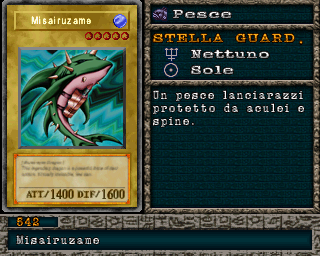 Misairuzame
ATT/1400 DIF/1600
Pesce
STELLA GUARD.
Nettuno
Sole
Un pesce lanciarazzi
protetto da aculei e
spine.
542
Misairuzame